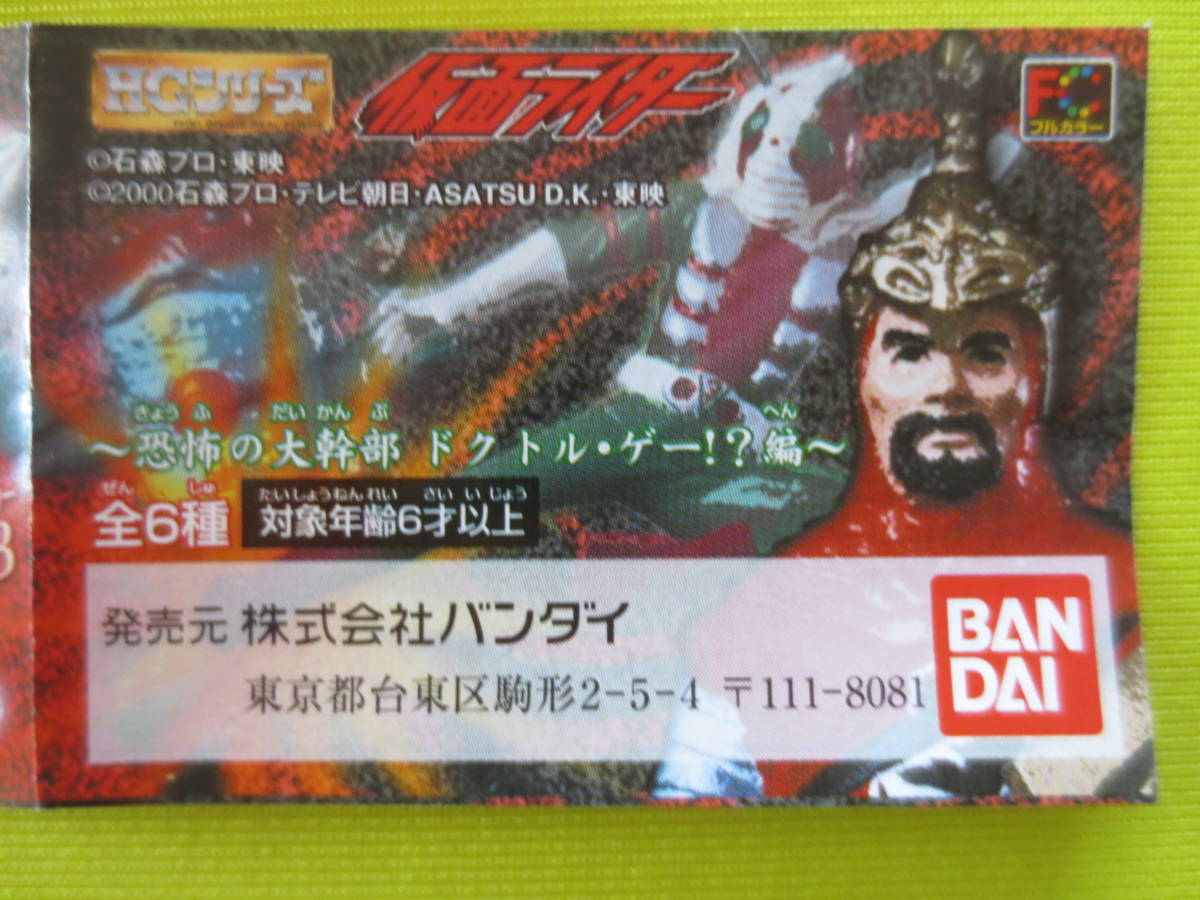 HGシリーズ
仮面ライダー
FC
フルカラー
©石森プロ・東映
©2000石森プロ・テレビ朝日・ASATSU D.K.・東映
きょう ふ だい かん ぶ へん
～恐怖の大幹部 ドクトル・ゲー!?編～
ぜん しゅ
全6種
たいしょうねんれい さい い じょう
対象年齢6才以上
発売元 株式会社バンダイ
東京都台東区駒形2-5-4 〒111-8081
BAN
DAI